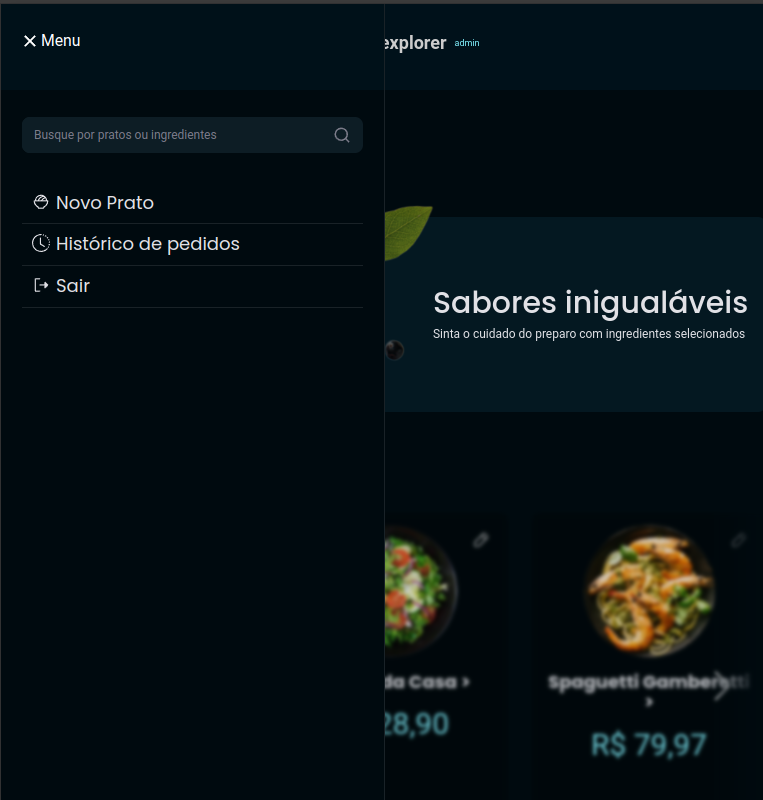 Menu
explorer admin
Busque por pratos ou ingredientes
Novo Prato
Histórico de pedidos
Sair
Sabores inigualáveis
Sinta o cuidado do preparo com ingredientes selecionados
da Casa >
28,90
Spaguetti Gamberetti
>
R$ 79,97